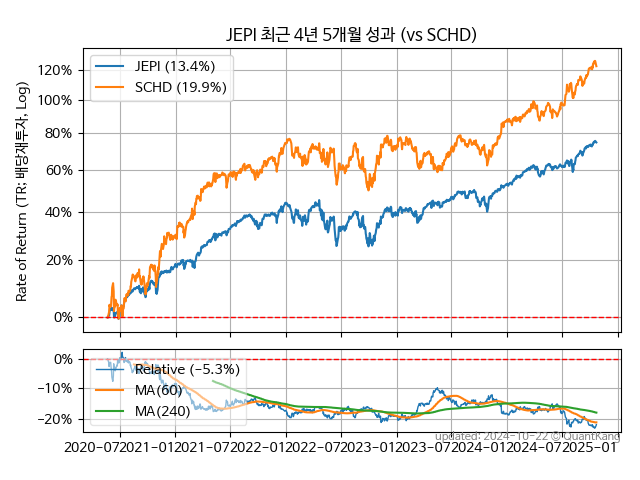 JEPI 최근 4년 5개월 성과 (vs SCHD)
Rate of Return (TR: 배당재투자, Log)
JEPI (13.4%)
SCHD (19.9%)
120%
100%
80%
60%
40%
20%
0%
Relative (−5.3%)
MA(60)
MA(240)
0%
−10%
−20%
2020-07
2021-01
2021-07
2022-01
2022-07
2023-01
2023-07
2024-01
2024-07
2025-01
updated: 2024-10-22 © QuantKang